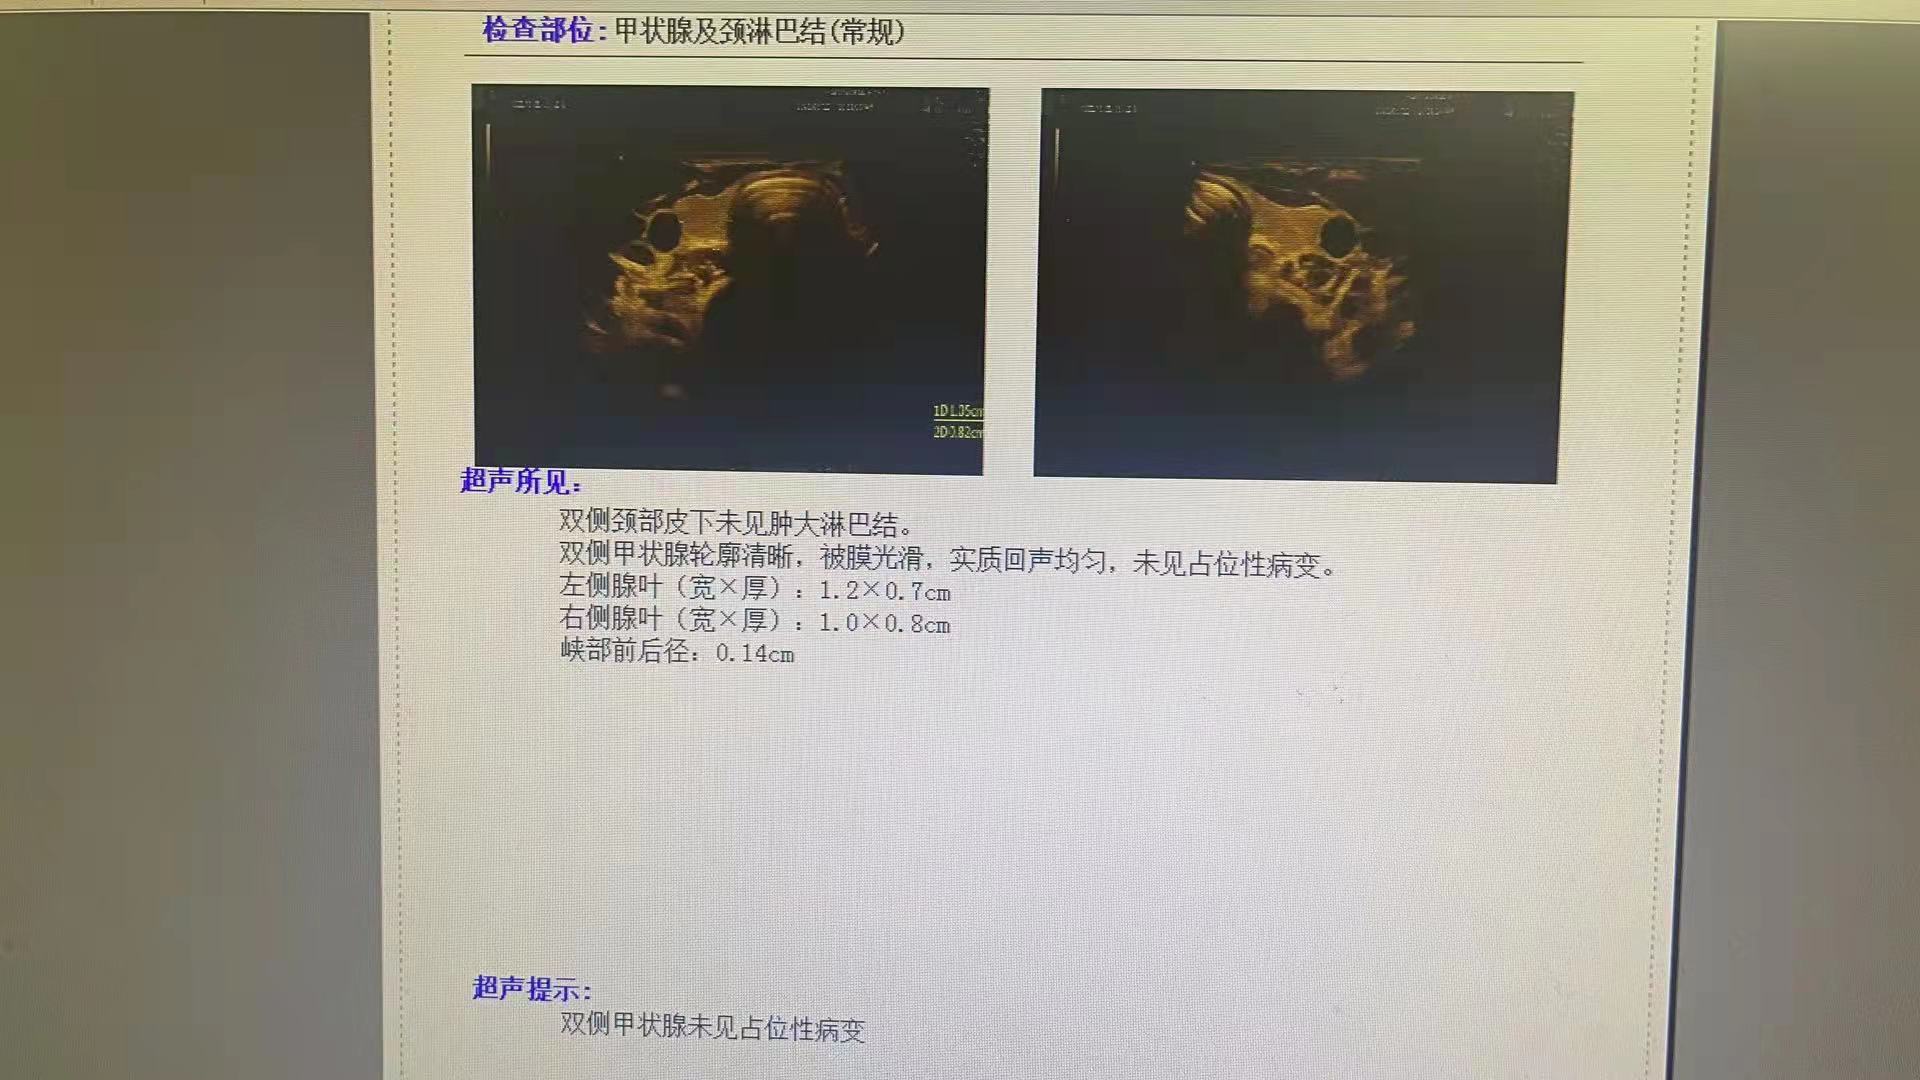 检查部位:甲状腺及颈淋巴结(常规)
1D1.05cm
2D0.82cm
超声所见:
双侧颈部皮下未见肿大淋巴结。
双侧甲状腺轮廓清晰，被膜光滑，实质回声均匀，未见占位性病变。
左侧腺叶（宽×厚）：1.2×0.7cm
右侧腺叶（宽×厚）：1.0×0.8cm
峡部前后径：0.14cm
超声提示:
双侧甲状腺未见占位性病变